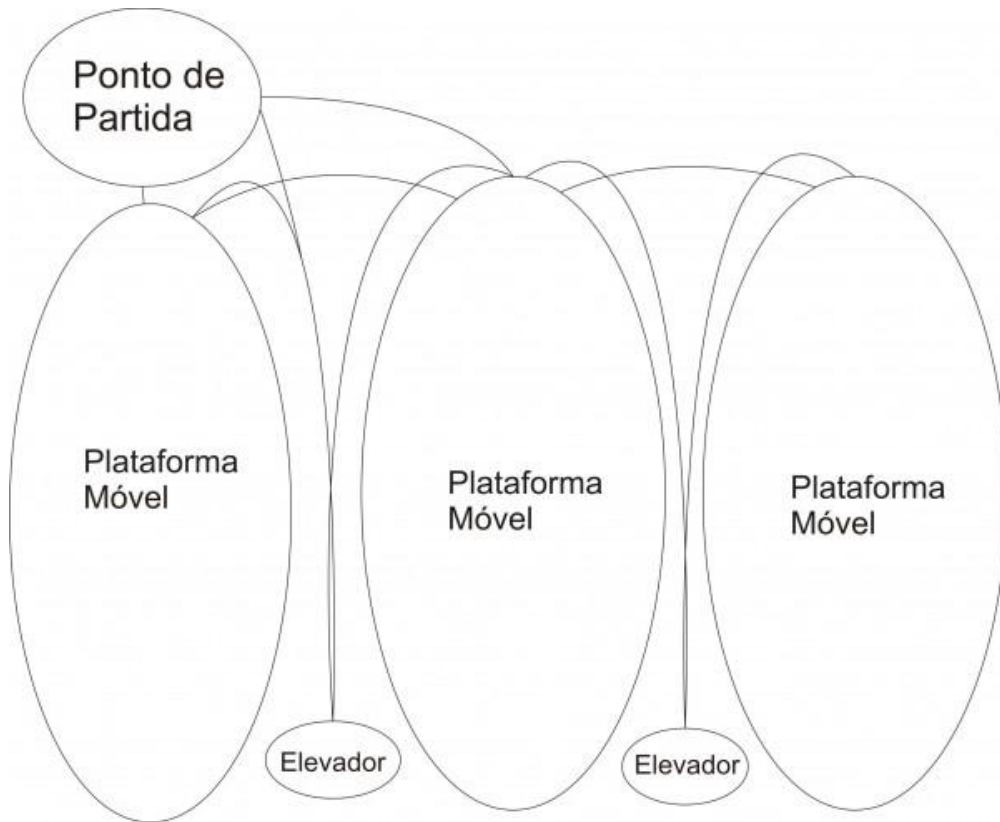 Ponto de
Partida
Plataforma
Móvel
Plataforma
Móvel
Plataforma
Móvel
Elevador
Elevador